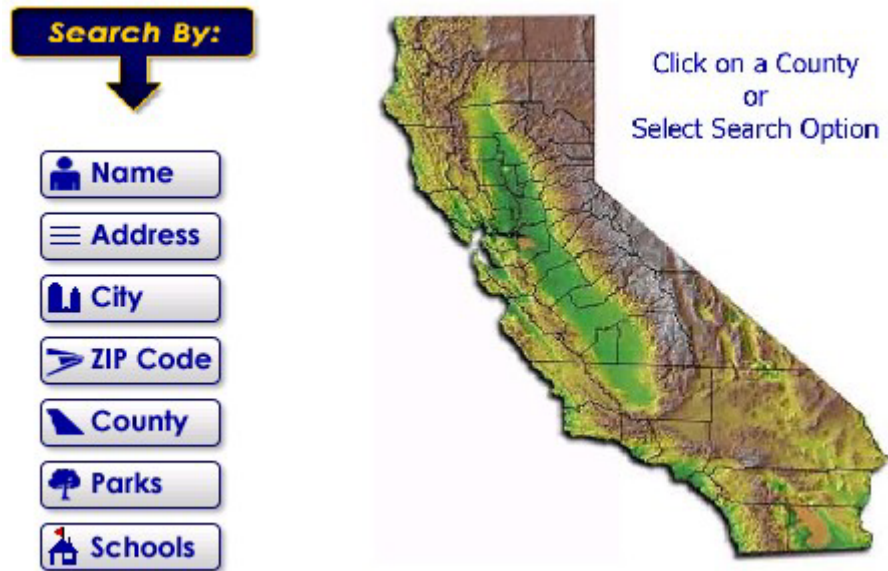 Search By:
Name
Address
City
ZIP Code
County
Parks
Schools
Click on a County
or
Select Search Option